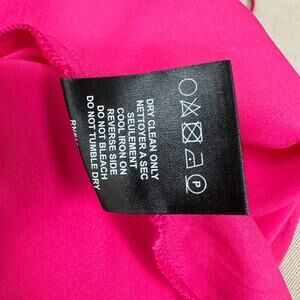 DRY CLEAN ONLY
NETTOYER A SEC
SEULEMENT
COOL IRON ON
REVERSE SIDE
DO NOT BLEACH
DO NOT TUMBLE DRY
P